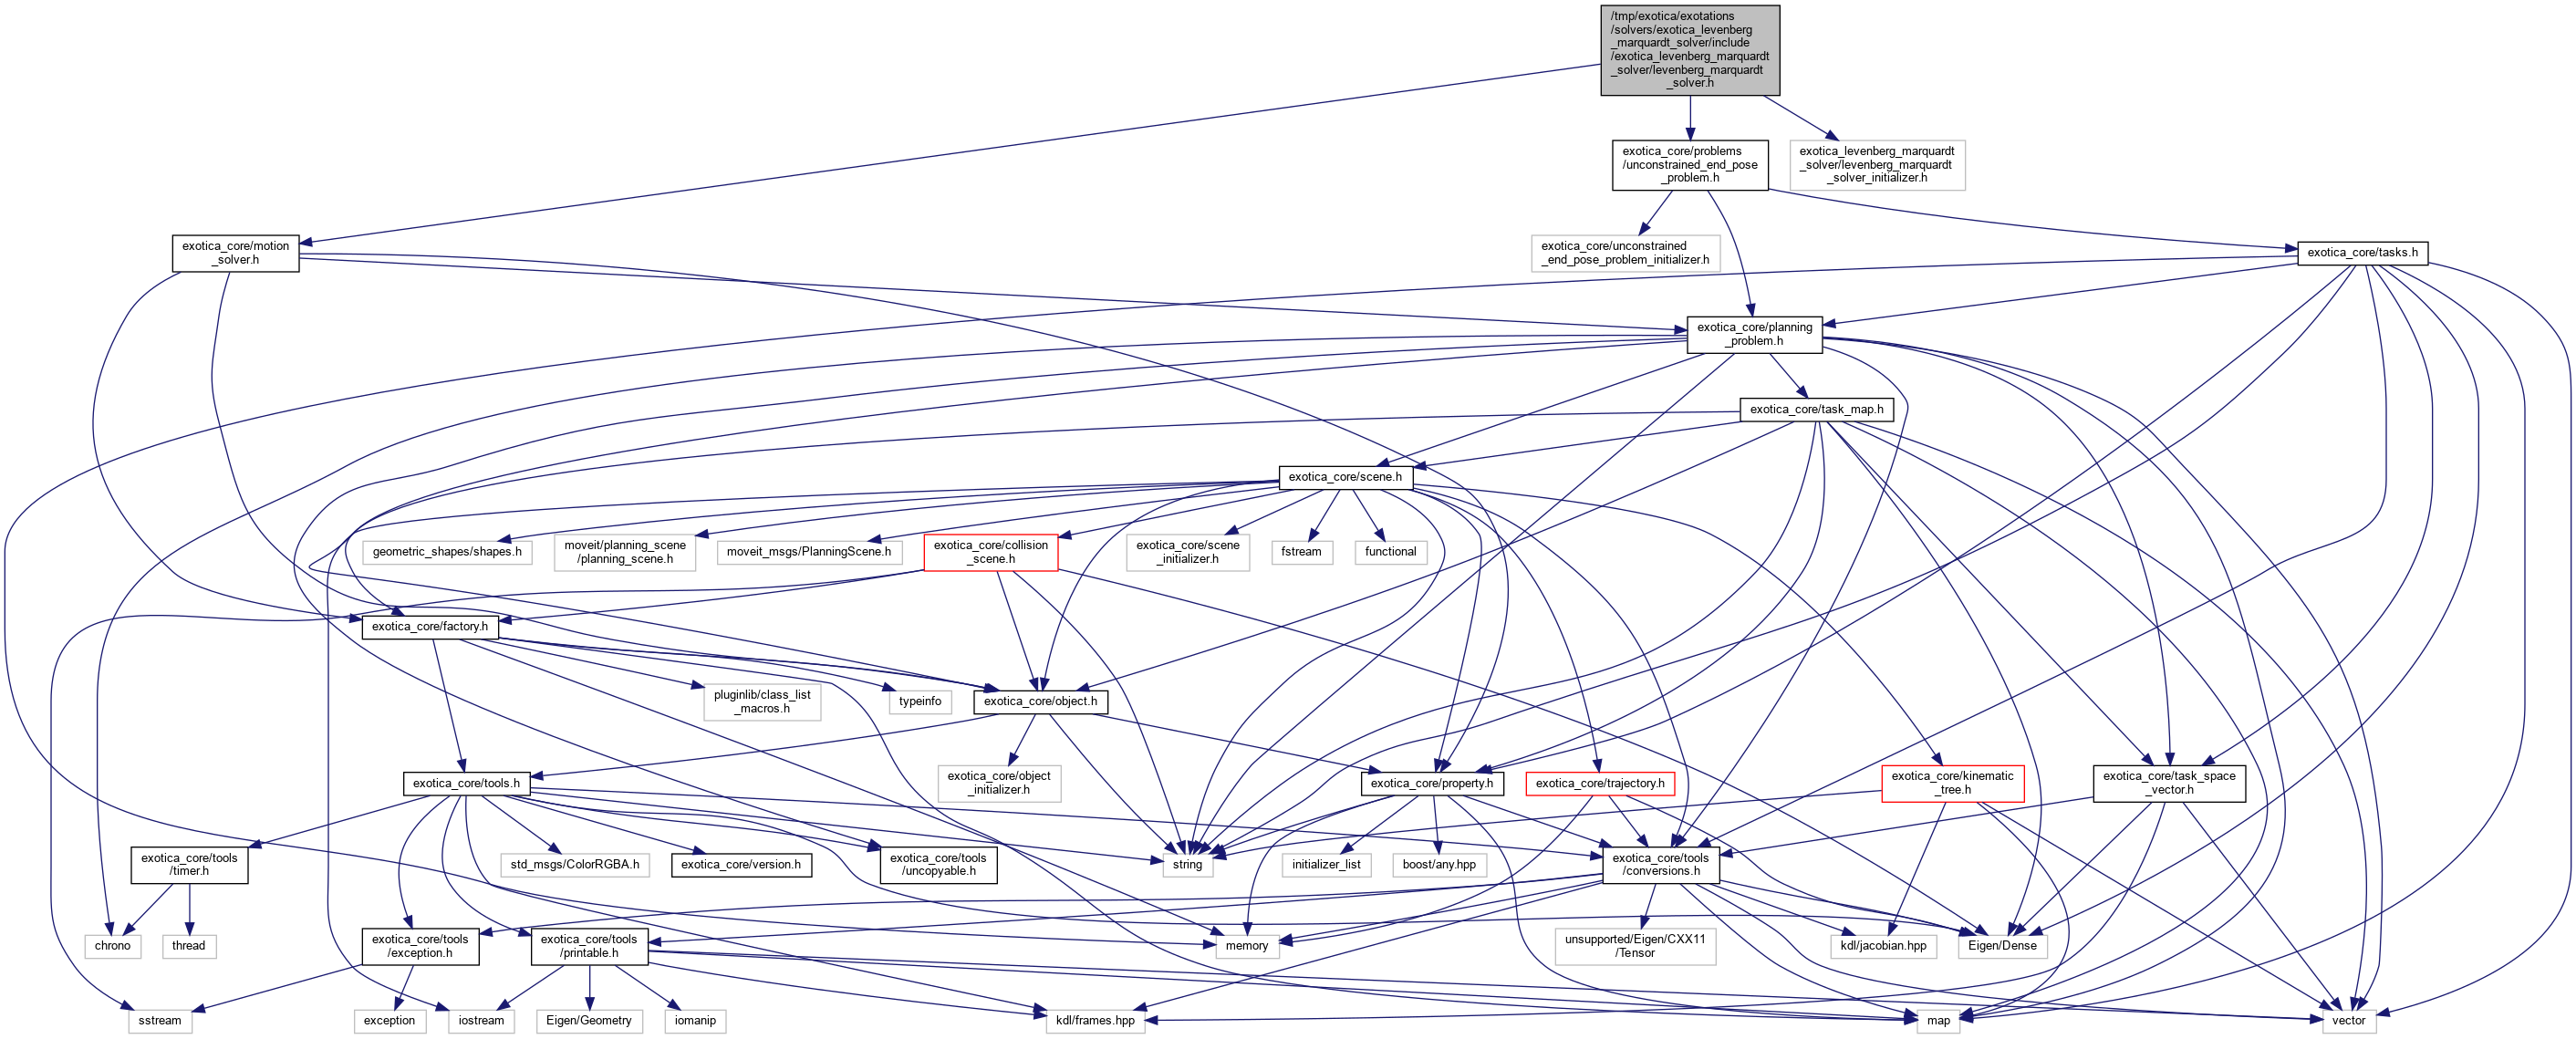 /tmp/exotica/exotations
/solvers/exotica_levenberg
_marquardt_solver/include
/exotica_levenberg_marquardt
_solver/levenberg_marquardt
_solver.h
exotica_core/problems
/unconstrained_end_pose
_problem.h
exotica_levenberg_marquardt
_solver/levenberg_marquardt
_solver_initializer.h
exotica_core/motion
_solver.h
exotica_core/unconstrained
_end_pose_problem_initializer.h
exotica_core/tasks.h
exotica_core/planning
_problem.h
exotica_core/task_map.h
exotica_core/scene.h
geometric_shapes/shapes.h
moveit/planning_scene
/planning_scene.h
moveit_msgs/PlanningScene.h
exotica_core/collision
_scene.h
exotica_core/scene
_initializer.h
fstream
functional
exotica_core/factory.h
pluginlib/class_list
_macros.h
typeinfo
exotica_core/object.h
exotica_core/tools.h
exotica_core/object
_initializer.h
exotica_core/property.h
exotica_core/trajectory.h
exotica_core/kinematic
_tree.h
exotica_core/task_space
_vector.h
exotica_core/tools
/timer.h
std_msgs/ColorRGBA.h
exotica_core/version.h
exotica_core/tools
/uncopyable.h
string
initializer_list
boost/any.hpp
exotica_core/tools
/conversions.h
chrono
thread
exotica_core/tools
/exception.h
exotica_core/tools
/printable.h
memory
unsupported/Eigen/CXX11
/Tensor
kdl/jacobian.hpp
Eigen/Dense
sstream
exception
iostream
Eigen/Geometry
iomanip
kdl/frames.hpp
map
vector